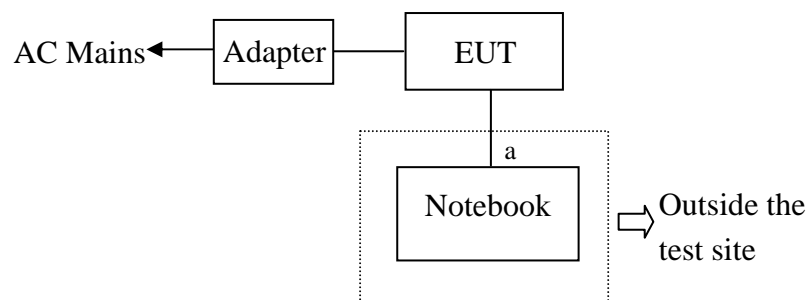 AC Mains
Adapter
EUT
a
Notebook
Outside the
test site